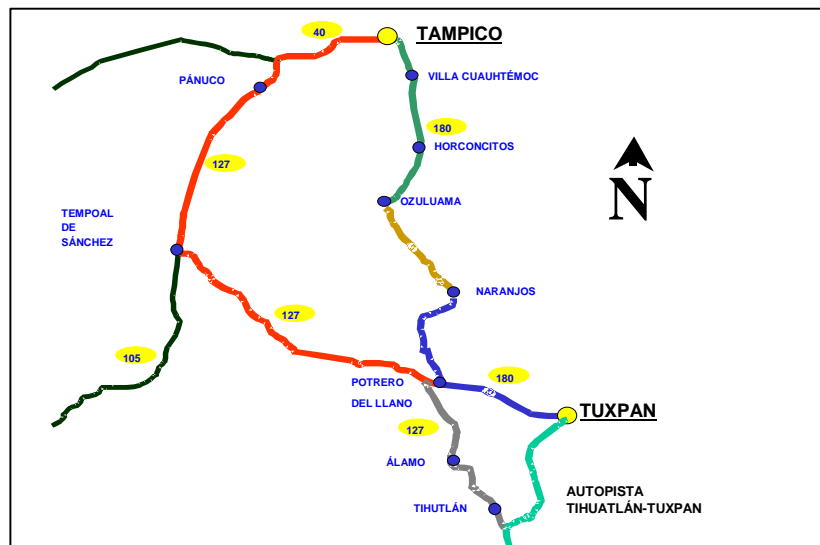 40
TAMPICO
PÁNUCO
VILLA CUAUHTÉMOC
180
HORCONCITOS
127
N
TEMPOAL
DE
SÁNCHEZ
OZULUAMA
NARANJOS
127
105
POTRERO
DEL LLANO
180
TUXPAN
127
ÁLAMO
TIHUTLÁN
AUTOPISTA
TIHUATLÁN-TUXPAN